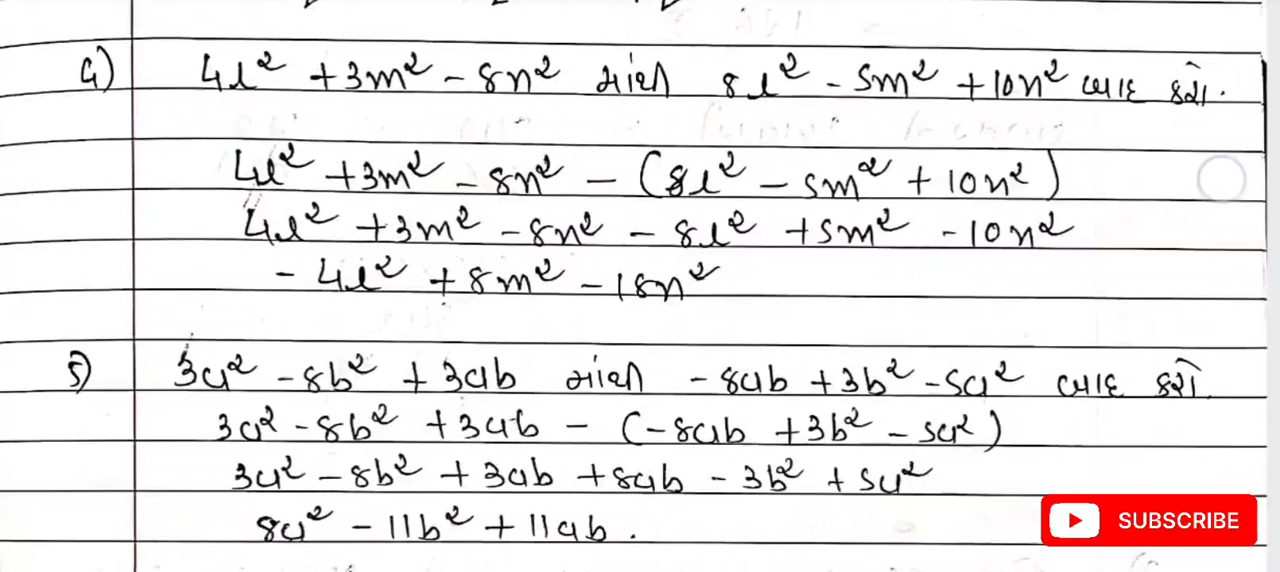 ડ) 4l² + 3m² - 8n² માંથી 8l² - 5m² + 10n² બાદ કરો.
4l² + 3m² - 8n² - (8l² - 5m² + 10n²)
4l² + 3m² - 8n² - 8l² + 5m² - 10n²
- 4l² + 8m² - 18n²
ઽ) 3a² - 8b² + 3ab માંથી - 8ab + 3b² - 5a² બાદ કરો.
3a² - 8b² + 3ab - (-8ab + 3b² - 5a²)
3a² - 8b² + 3ab + 8ab - 3b² + 5a²
8a² - 11b² + 11ab.
SUBSCRIBE